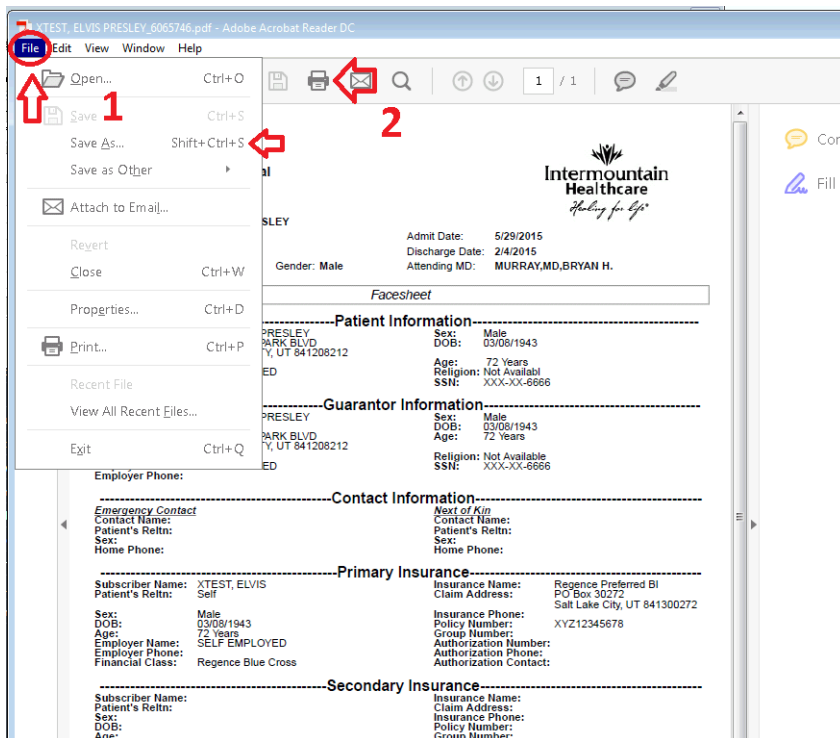 XTEST, ELVIS PRESLEY_6065746.pdf - Adobe Acrobat Reader DC
File Edit View Window Help
Open... Ctrl+O
1 / 1
Save Ctrl+S
1
2
Save As... Shift+Ctrl+S
Save as Other
Attach to Email...
Revert
Close Ctrl+W
Properties... Ctrl+D
Print... Ctrl+P
Recent File
View All Recent Files...
Exit Ctrl+Q
Fill
Intermountain
Healthcare
Healing for life
SLEY
Admit Date: 5/29/2015
Discharge Date: 2/4/2015
Gender: Male Attending MD: MURRAY,MD,BRYAN H.
Facesheet
Patient Information
PRESLEY Sex: Male
PARK BLVD DOB: 03/08/1943
TY, UT 841208212
Age: 72 Years
ED Religion: Not Availabl
SSN: XXX-XX-6666
Guarantor Information
PRESLEY Sex: Male
DOB: 03/08/1943
PARK BLVD Age: 72 Years
TY, UT 841208212
Religion: Not Available
ED SSN: XXX-XX-6666
Employer Phone:
Contact Information
Emergency Contact Next of Kin
Contact Name: Contact Name:
Patient's Reltn: Patient's Reltn:
Sex: Sex:
Home Phone: Home Phone:
Primary Insurance
Subscriber Name: XTEST, ELVIS Insurance Name: Regence Preferred Bl
Patient's Reltn: Self Claim Address: PO Box 30272
Salt Lake City, UT 841300272
Sex: Male Insurance Phone:
DOB: 03/08/1943 Policy Number: XYZ12345678
Age: 72 Years Group Number:
Employer Name: SELF EMPLOYED Authorization Number:
Employer Phone: Authorization Phone:
Financial Class: Regence Blue Cross Authorization Contact:
Secondary Insurance
Subscriber Name: Insurance Name:
Patient's Reltn: Claim Address:
Sex: Insurance Phone:
DOB: Policy Number:
Age: Group Number: